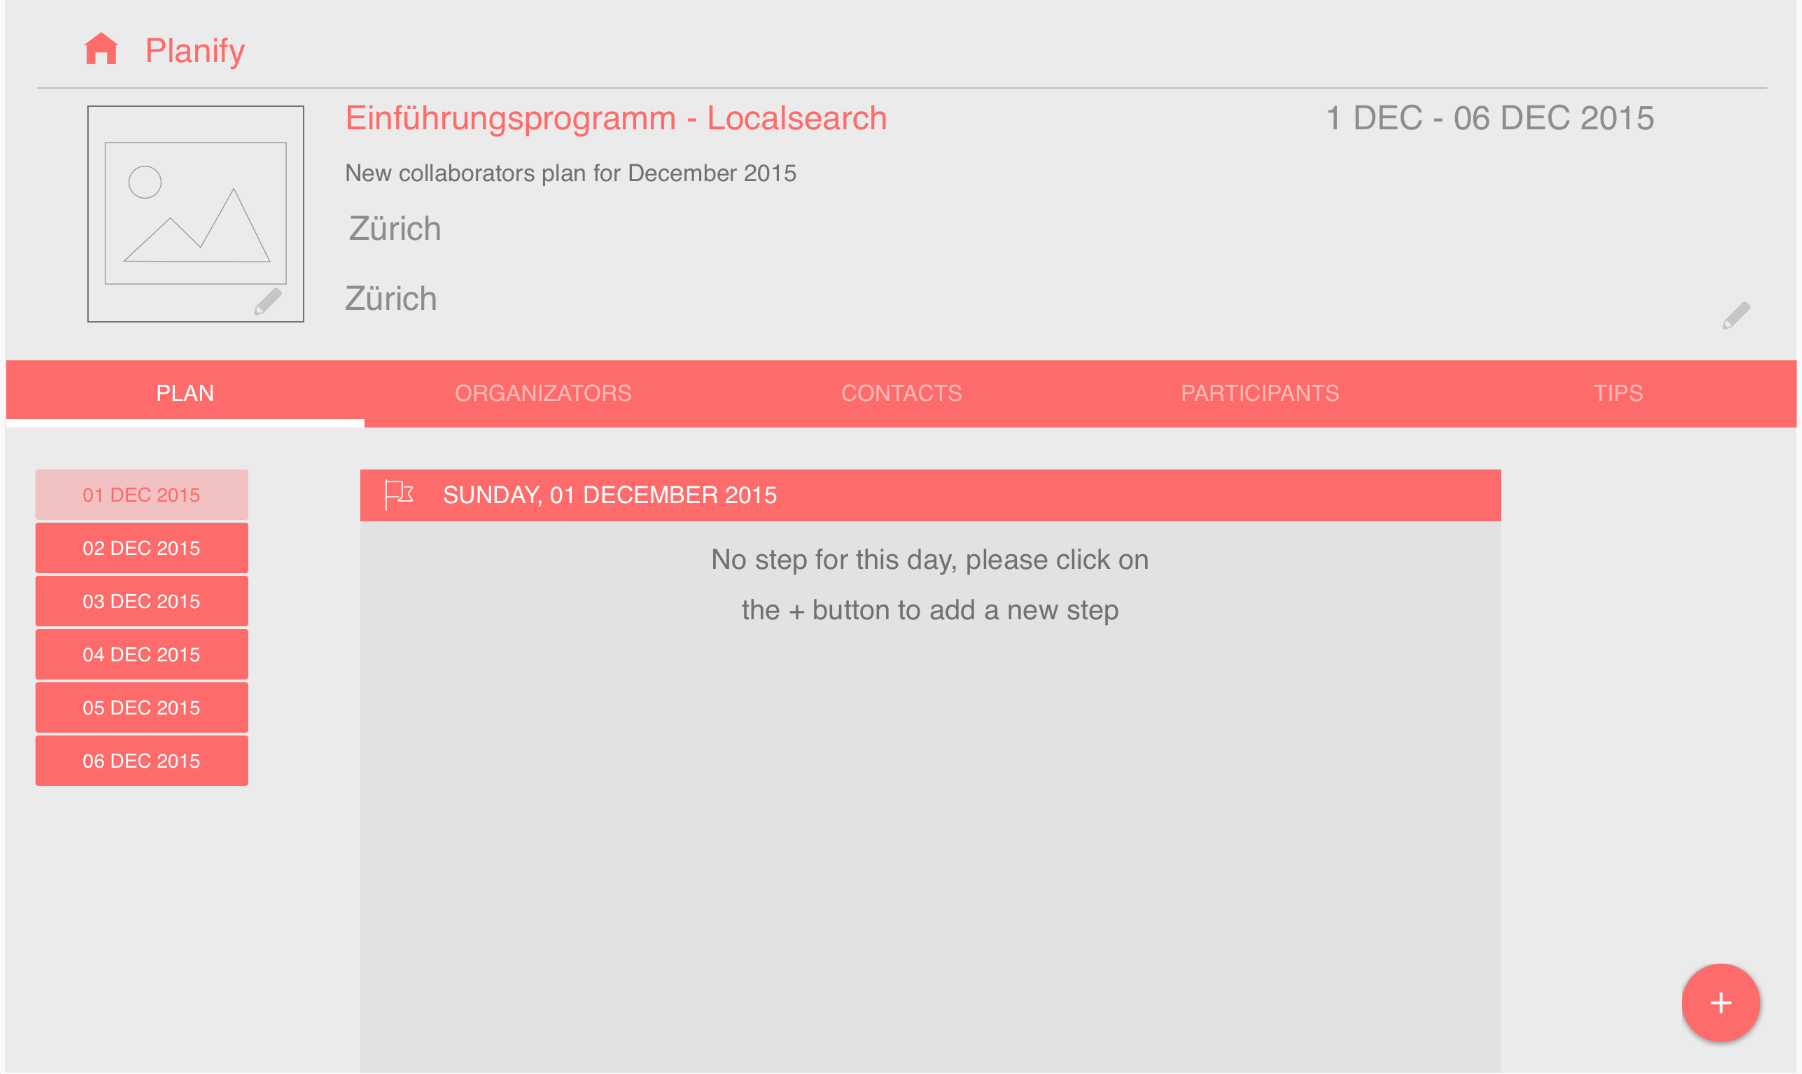 Planify
Einführungsprogramm - Localsearch
1 DEC - 06 DEC 2015
New collaborators plan for December 2015
Zürich
Zürich
PLAN
ORGANIZATORS
CONTACTS
PARTICIPANTS
TIPS
01 DEC 2015
02 DEC 2015
03 DEC 2015
04 DEC 2015
05 DEC 2015
06 DEC 2015
SUNDAY, 01 DECEMBER 2015
No step for this day, please click on
the + button to add a new step
+